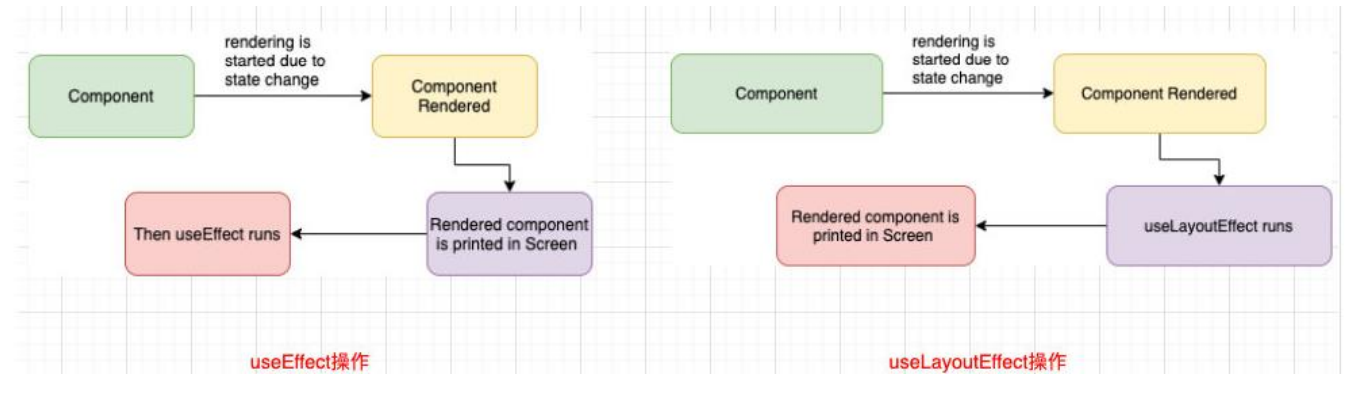 rendering is
started due to
state change
Component
Component
Rendered
Then useEffect runs
Rendered component
is printed in Screen
useEffect操作
rendering is
started due to
state change
Component
Component Rendered
Rendered component is
printed in Screen
useLayoutEffect runs
useLayoutEffect操作